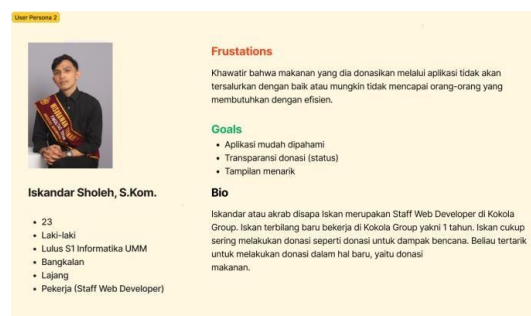 User Persona 2
Frustations
Khawatir bahwa makanan yang dia donasikan melalui aplikasi tidak akan
tersalurkan dengan baik atau mungkin tidak mencapai orang-orang yang
membutuhkan dengan efisien.
Goals
• Aplikasi mudah dipahami
• Transparansi donasi (status)
• Tampilan menarik
Iskandar Sholeh, S.Kom.
• 23
• Laki-laki
• Lulus S1 Informatika UMM
• Bangkalan
• Lajang
• Pekerja (Staff Web Developer)
Bio
Iskandar atau akrab disapa Iskan merupakan Staff Web Developer di Kokola
Group. Iskan terbilang baru bekerja di Kokola Group yakni 1 tahun. Iskan cukup
sering melakukan donasi seperti donasi untuk dampak bencana. Beliau tertarik
untuk melakukan donasi dalam hal baru, yaitu donasi
makanan.